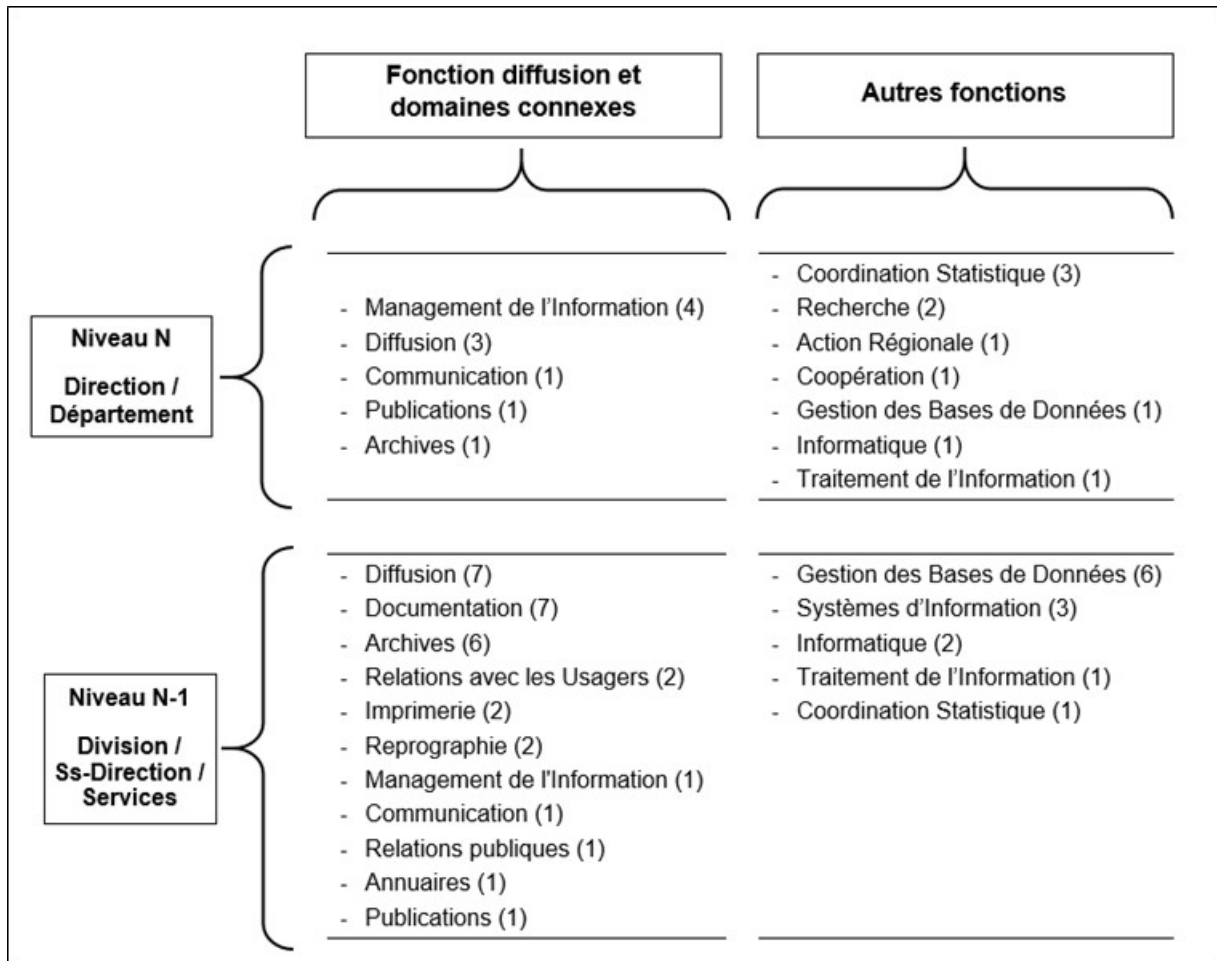 Fonction diffusion et
domaines connexes
Autres fonctions
Niveau N
Direction /
Département
- Management de l'Information (4)
- Diffusion (3)
- Communication (1)
- Publications (1)
- Archives (1)
- Coordination Statistique (3)
- Recherche (2)
- Action Régionale (1)
- Coopération (1)
- Gestion des Bases de Données (1)
- Informatique (1)
- Traitement de l'Information (1)
Niveau N-1
Division /
Ss-Direction /
Services
- Diffusion (7)
- Documentation (7)
- Archives (6)
- Relations avec les Usagers (2)
- Imprimerie (2)
- Reprographie (2)
- Management de l'Information (1)
- Communication (1)
- Relations publiques (1)
- Annuaires (1)
- Publications (1)
- Gestion des Bases de Données (6)
- Systèmes d'Information (3)
- Informatique (2)
- Traitement de l'Information (1)
- Coordination Statistique (1)